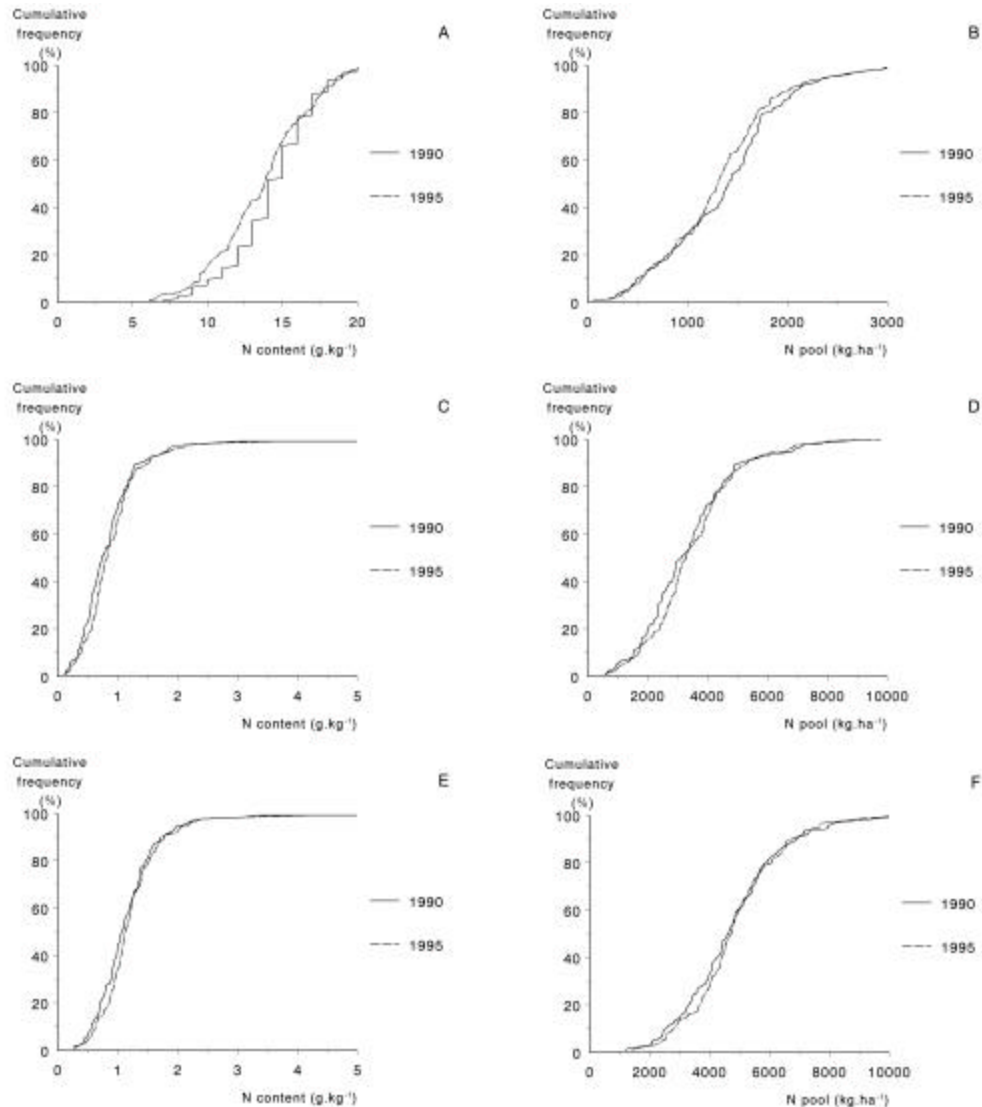 Cumulative
frequency
(%)
A
100
80
60
40
20
0
0 5 10 15 20
N content (g.kg⁻¹)
1990
1995
Cumulative
frequency
(%)
B
100
80
60
40
20
0
0 1000 2000 3000
N pool (kg.ha⁻¹)
1990
1995
Cumulative
frequency
(%)
C
100
80
60
40
20
0
0 1 2 3 4 5
N content (g.kg⁻¹)
1990
1995
Cumulative
frequency
(%)
D
100
80
60
40
20
0
0 2000 4000 6000 8000 10000
N pool (kg.ha⁻¹)
1990
1995
Cumulative
frequency
(%)
E
100
80
60
40
20
0
0 1 2 3 4 5
N content (g.kg⁻¹)
1990
1995
Cumulative
frequency
(%)
F
100
80
60
40
20
0
0 2000 4000 6000 8000 10000
N pool (kg.ha⁻¹)
1990
1995